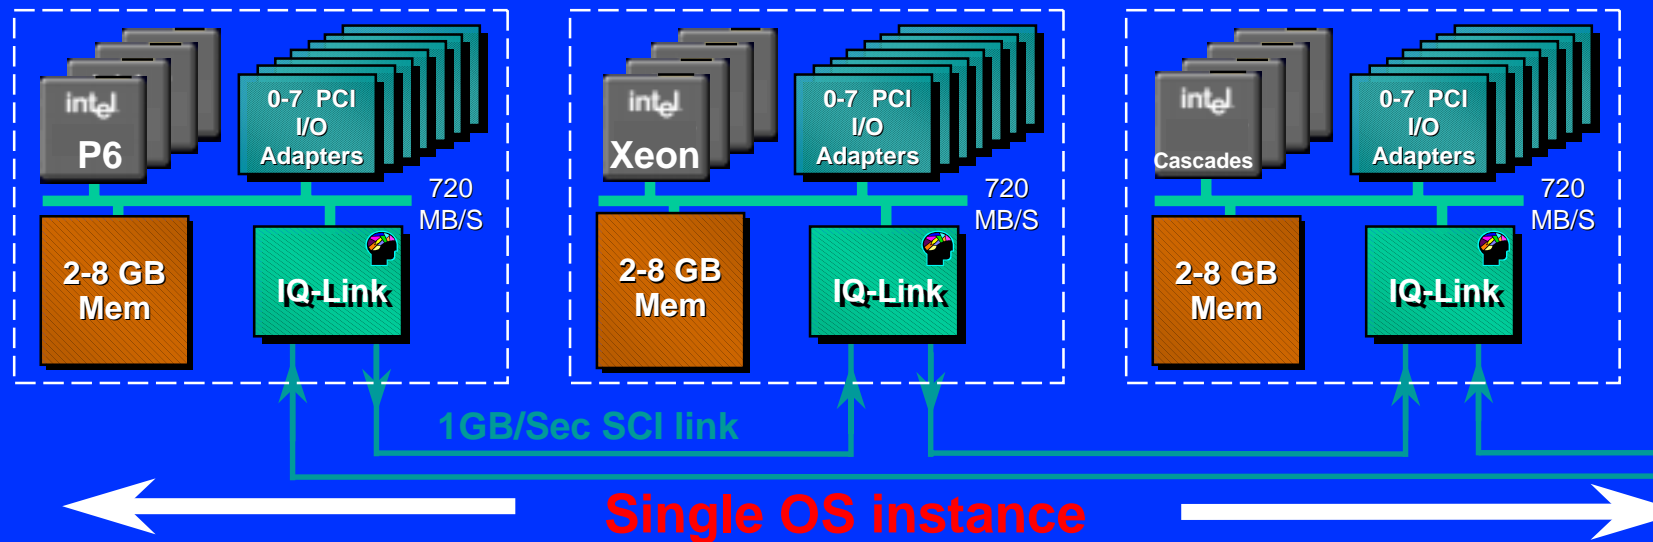 intel
P6
0-7 PCI
I/O
Adapters
720
MB/S
2-8 GB
Mem
IQ-Link
intel
Xeon
0-7 PCI
I/O
Adapters
720
MB/S
2-8 GB
Mem
IQ-Link
intel
Cascades
0-7 PCI
I/O
Adapters
720
MB/S
2-8 GB
Mem
IQ-Link
1GB/Sec SCI link
Single OS instance